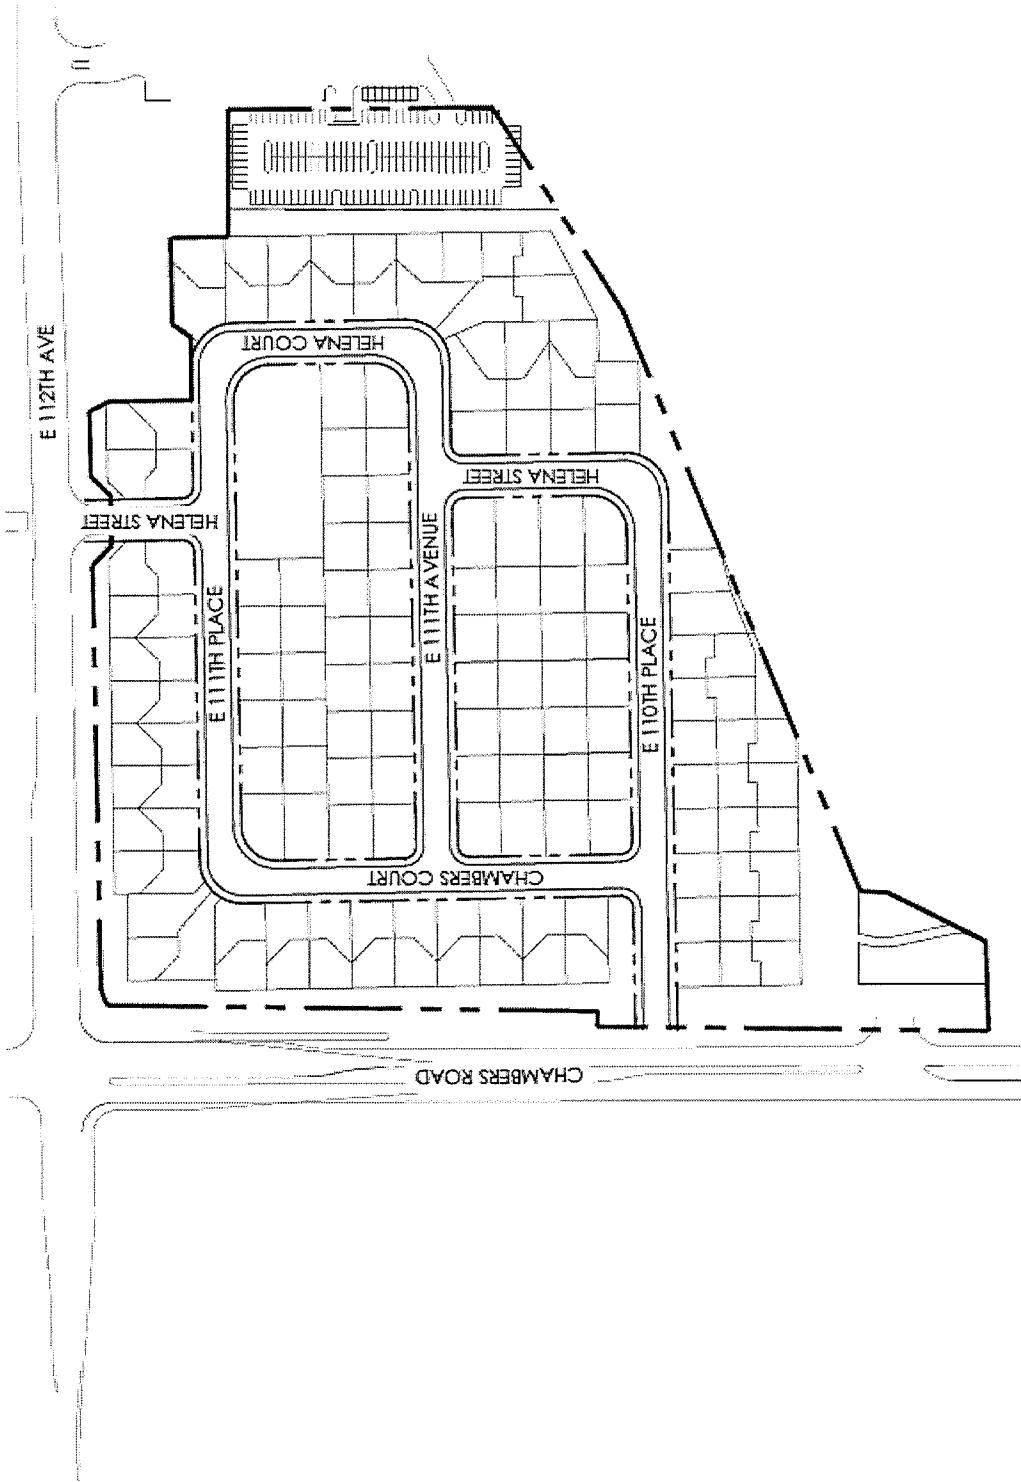 E 112TH AVE
HELENA COURT
HELENA STREET
HELENA STREET
E 111TH PLACE
E 111TH AVENUE
E 110TH PLACE
CHAMBERS COURT
CHAMBERS ROAD